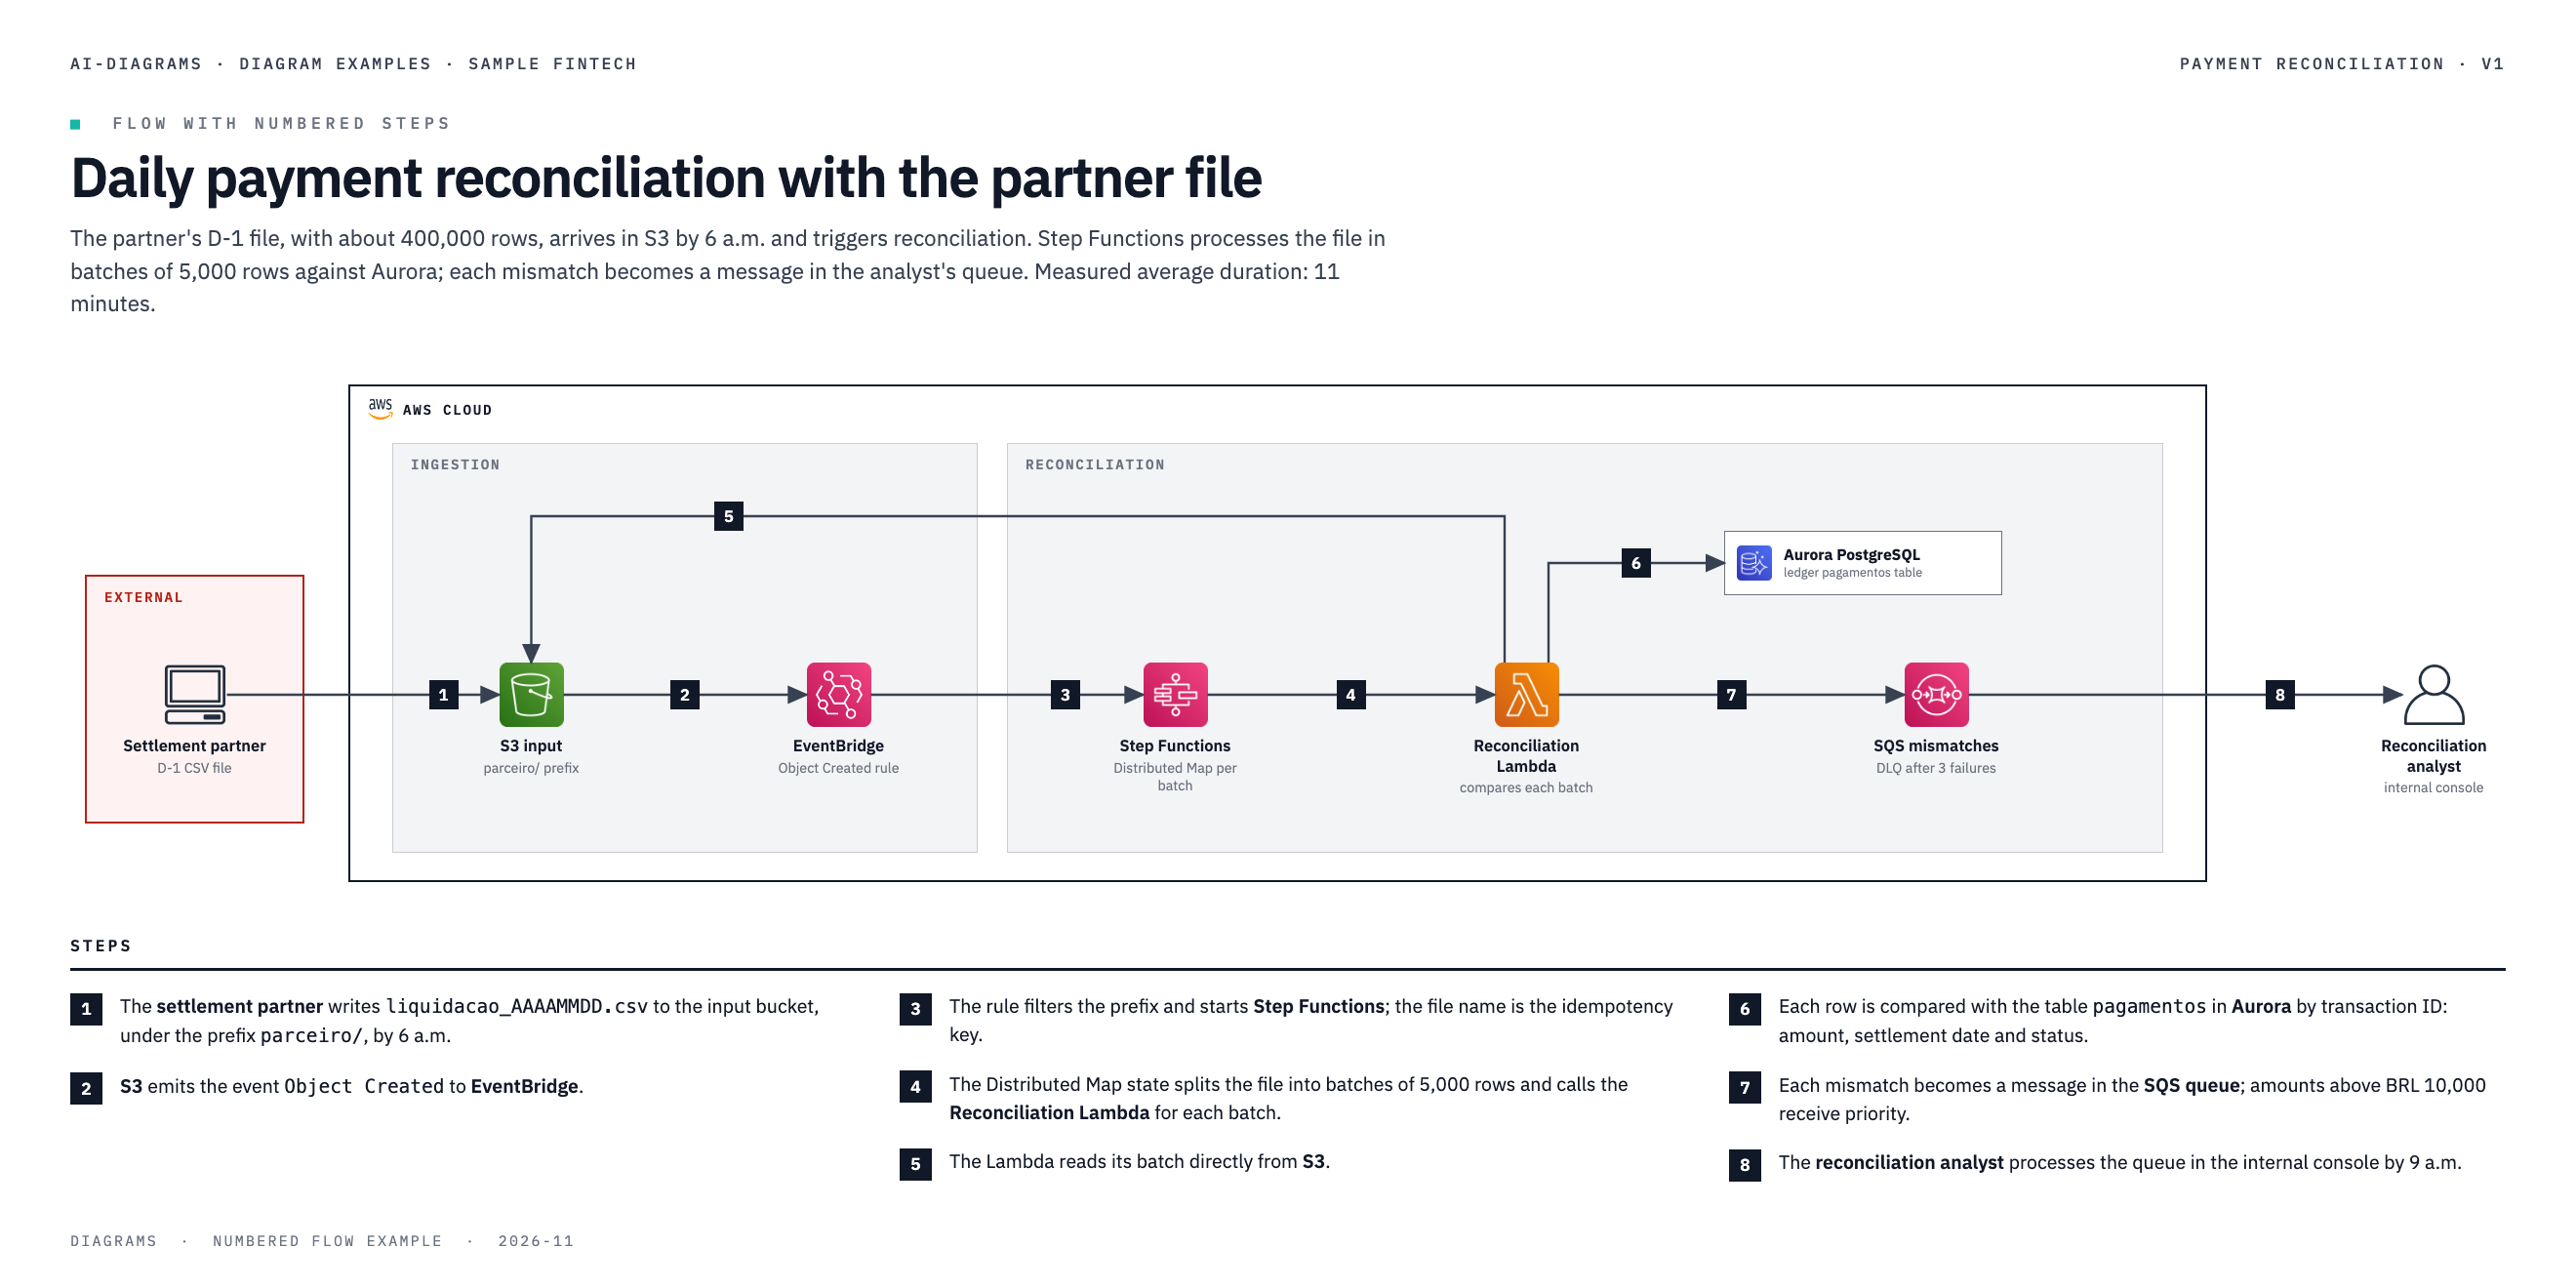 AI-DIAGRAMS · DIAGRAM EXAMPLES · SAMPLE FINTECH
PAYMENT RECONCILIATION · V1
FLOW WITH NUMBERED STEPS
Daily payment reconciliation with the partner file
The partner's D-1 file, with about 400,000 rows, arrives in S3 by 6 a.m. and triggers reconciliation. Step Functions processes the file in
batches of 5,000 rows against Aurora; each mismatch becomes a message in the analyst's queue. Measured average duration: 11
minutes.
aws AWS CLOUD
INGESTION
RECONCILIATION
5
6
Aurora PostgreSQL
ledger pagamentos table
EXTERNAL
1
2
3
4
7
8
Settlement partner
D-1 CSV file
S3 input
parceiro/ prefix
EventBridge
Object Created rule
Step Functions
Distributed Map per
batch
Reconciliation
Lambda
compares each batch
SQS mismatches
DLQ after 3 failures
Reconciliation
analyst
internal console
STEPS
1 The settlement partner writes liquidacao_AAAAMMDD.csv to the input bucket,
under the prefix parceiro/, by 6 a.m.
2 S3 emits the event Object Created to EventBridge.
3 The rule filters the prefix and starts Step Functions; the file name is the idempotency
key.
4 The Distributed Map state splits the file into batches of 5,000 rows and calls the
Reconciliation Lambda for each batch.
5 The Lambda reads its batch directly from S3.
6 Each row is compared with the table pagamentos in Aurora by transaction ID:
amount, settlement date and status.
7 Each mismatch becomes a message in the SQS queue; amounts above BRL 10,000
receive priority.
8 The reconciliation analyst processes the queue in the internal console by 9 a.m.
DIAGRAMS · NUMBERED FLOW EXAMPLE · 2026-11